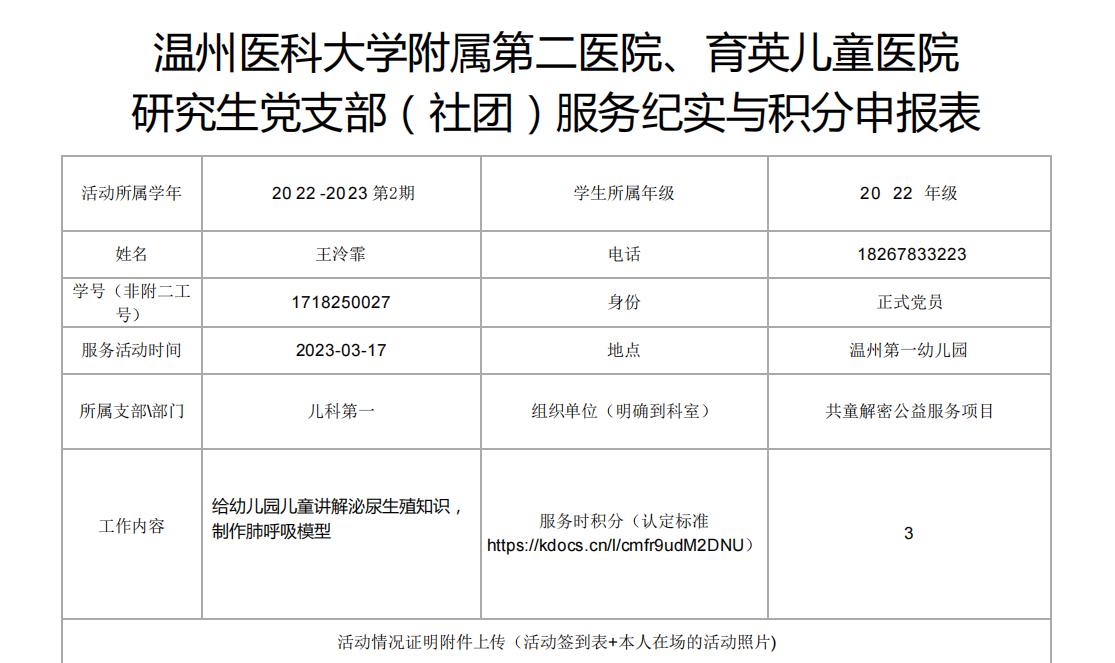 温州医科大学附属第二医院、育英儿童医院
研究生党支部（社团）服务纪实与积分申报表
活动所属学年 2022-2023 第2期 学生所属年级 20 22 年级
姓名 王泠霏 电话 18267833223
学号（非附二工
号） 1718250027 身份 正式党员
服务活动时间 2023-03-17 地点 温州第一幼儿园
所属支部\部门 儿科第一 组织单位（明确到科室） 共童解密公益服务项目
工作内容
给幼儿园儿童讲解泌尿生殖知识，
制作肺呼吸模型
服务时积分（认定标准
https://kdocs.cn/l/cmfr9udM2DNU）
3
活动情况证明附件上传（活动签到表+本人在场的活动照片)